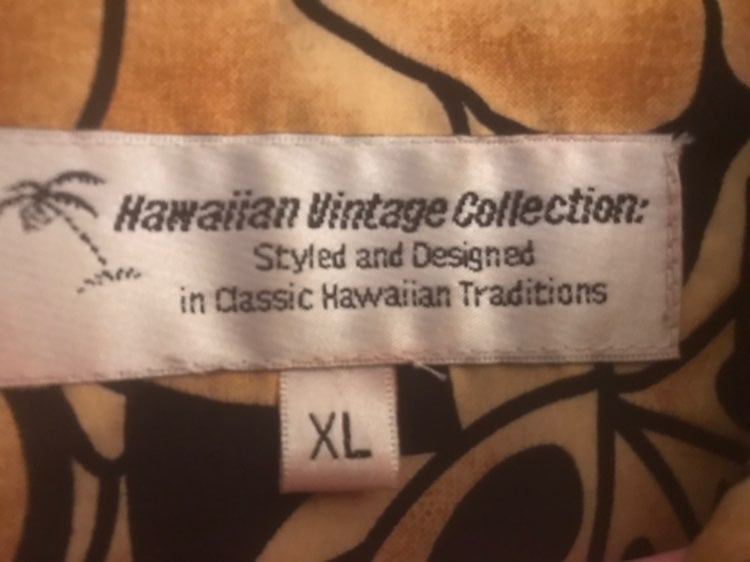 Hawaiian Vintage Collection:
Styled and Designed
in Classic Hawaiian Traditions
XL